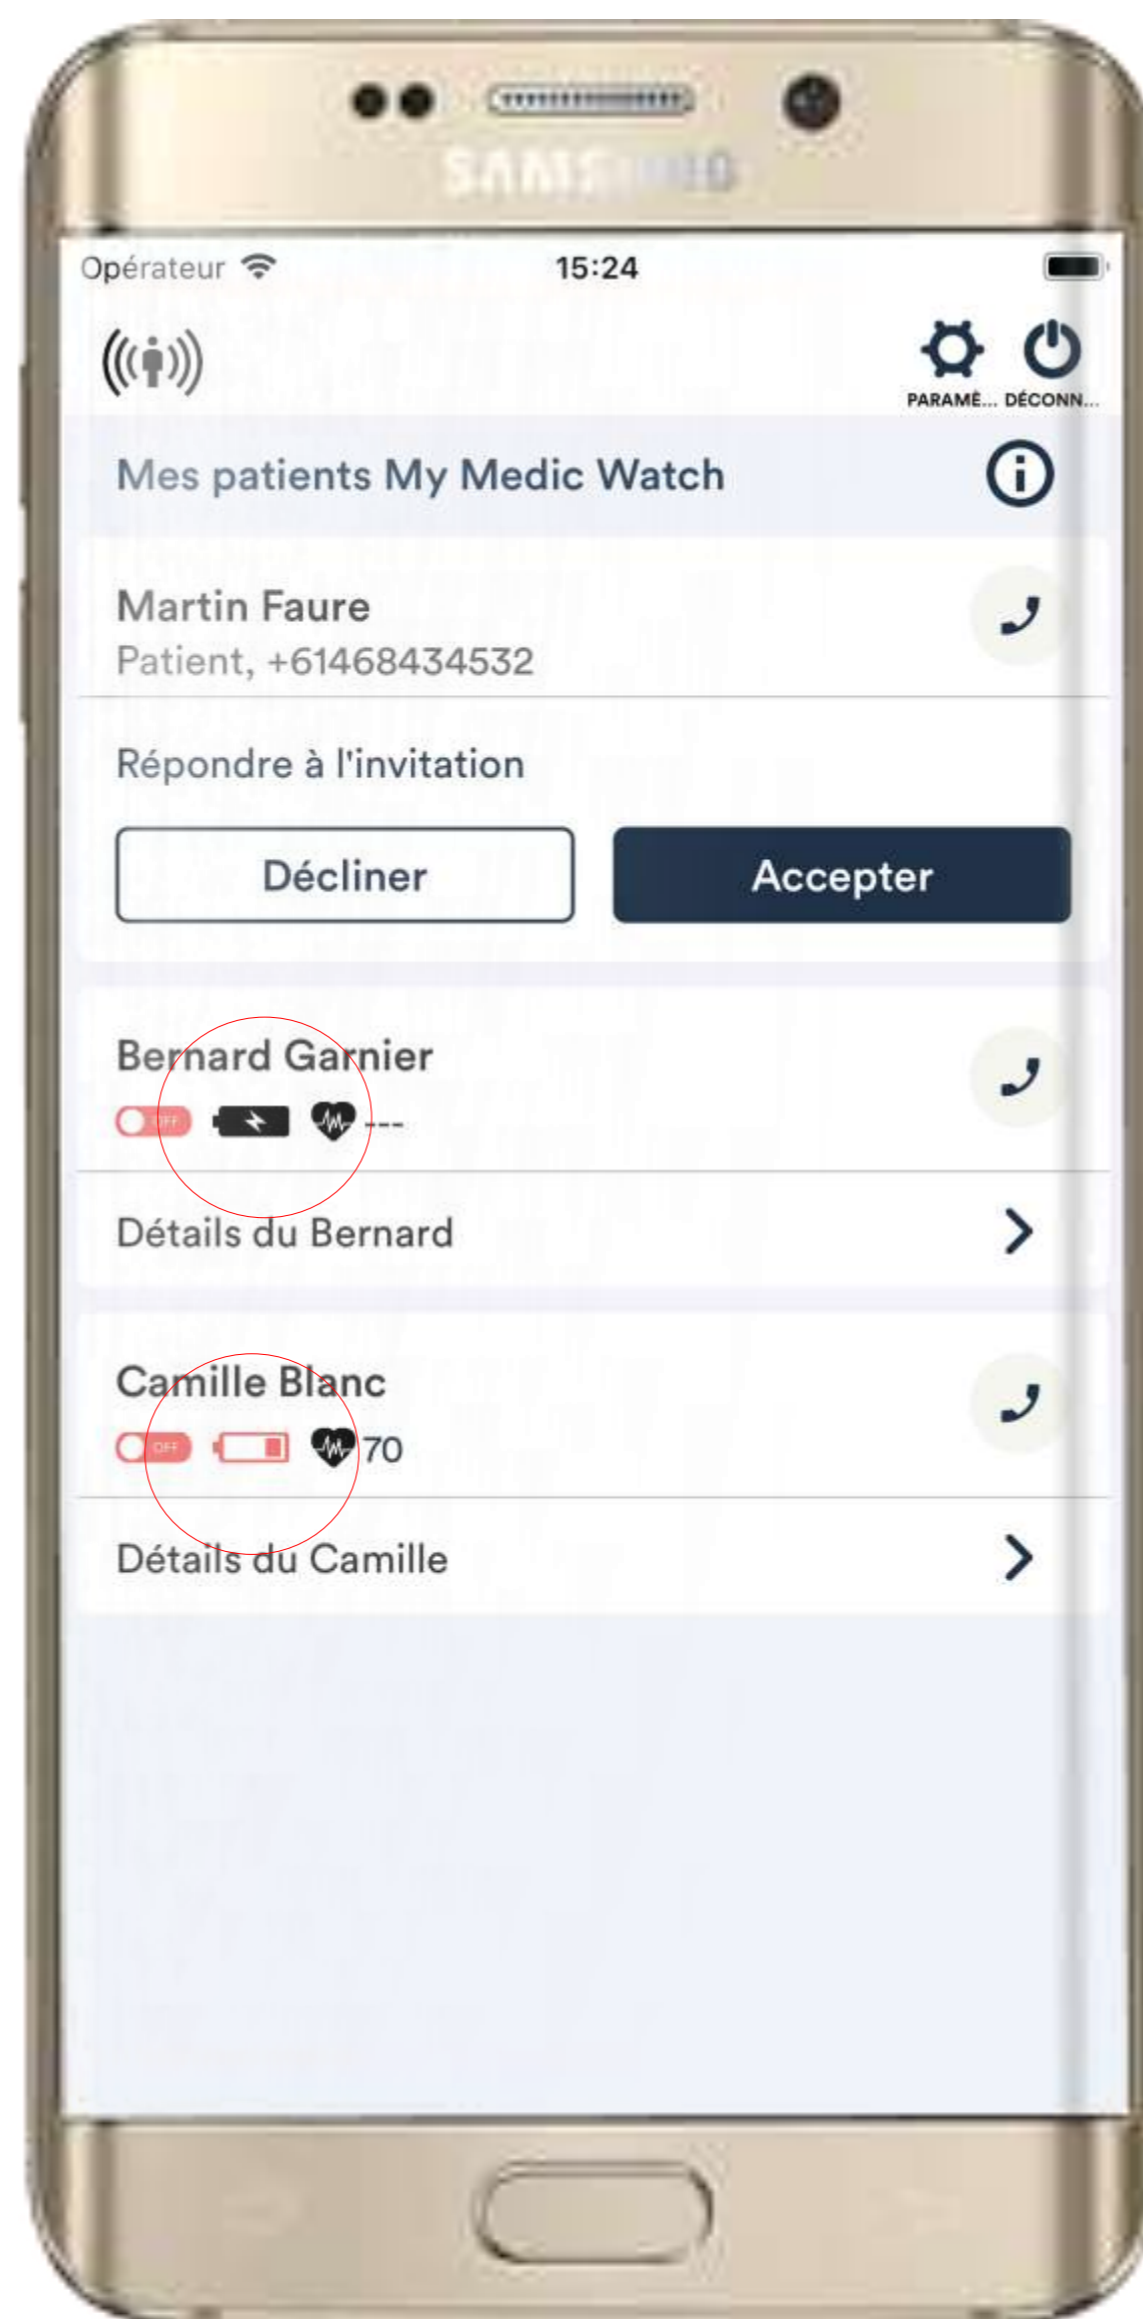 SAMSUNG
Opérateur 15:24
PARAMÈ... DÉCONN...
Mes patients My Medic Watch
Martin Faure
Patient, +61468434532
Répondre à l'invitation
Décliner Accepter
Bernard Garnier
OFF ---
Détails du Bernard
Camille Blanc
OFF 70
Détails du Camille